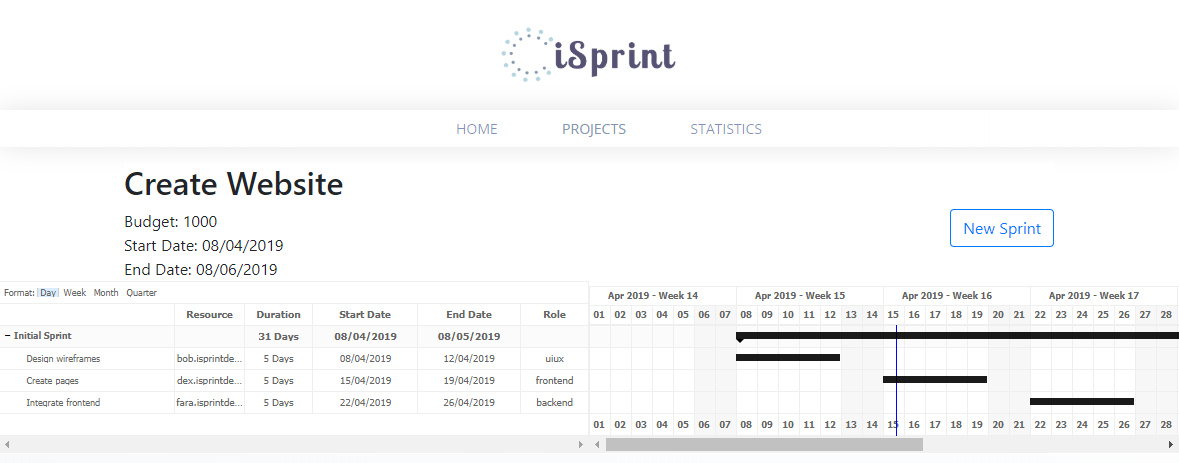 iSprint
HOME PROJECTS STATISTICS
Create Website
Budget: 1000
Start Date: 08/04/2019
End Date: 08/06/2019
New Sprint
Format: Day Week Month Quarter
Resource Duration Start Date End Date Role
− Initial Sprint 31 Days 08/04/2019 08/05/2019
Design wireframes bob.isprintde... 5 Days 08/04/2019 12/04/2019 uiux
Create pages dex.isprintde... 5 Days 15/04/2019 19/04/2019 frontend
Integrate frontend fara.isprintde... 5 Days 22/04/2019 26/04/2019 backend
Apr 2019 - Week 14 Apr 2019 - Week 15 Apr 2019 - Week 16 Apr 2019 - Week 17
01 02 03 04 05 06 07 08 09 10 11 12 13 14 15 16 17 18 19 20 21 22 23 24 25 26 27 28
01 02 03 04 05 06 07 08 09 10 11 12 13 14 15 16 17 18 19 20 21 22 23 24 25 26 27 28